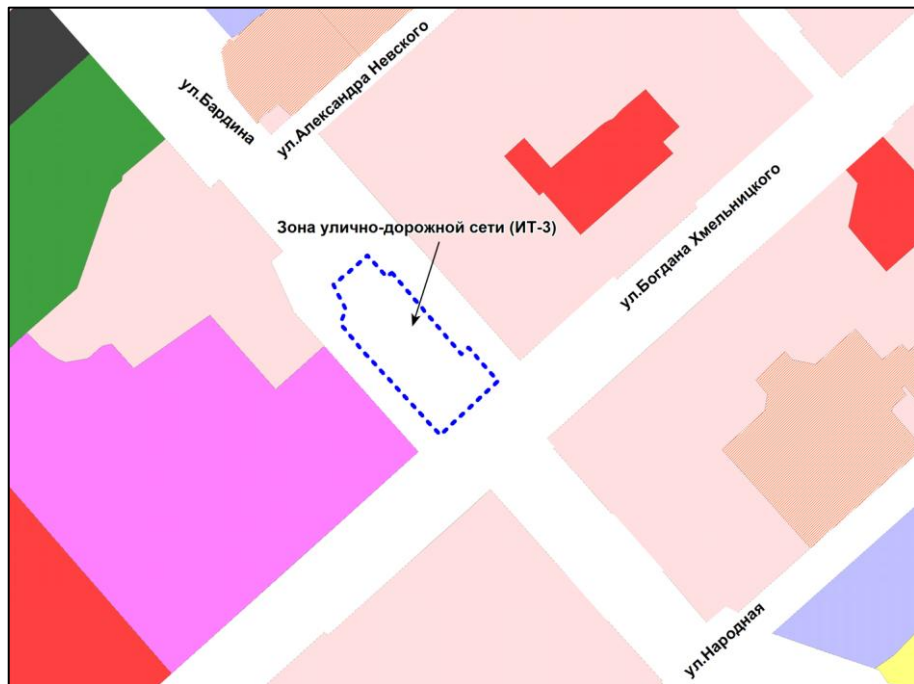 ул.Бардина
ул.Александра Невского
Зона улично-дорожной сети (ИТ-3)
ул.Богдана Хмельницкого
ул.Народная